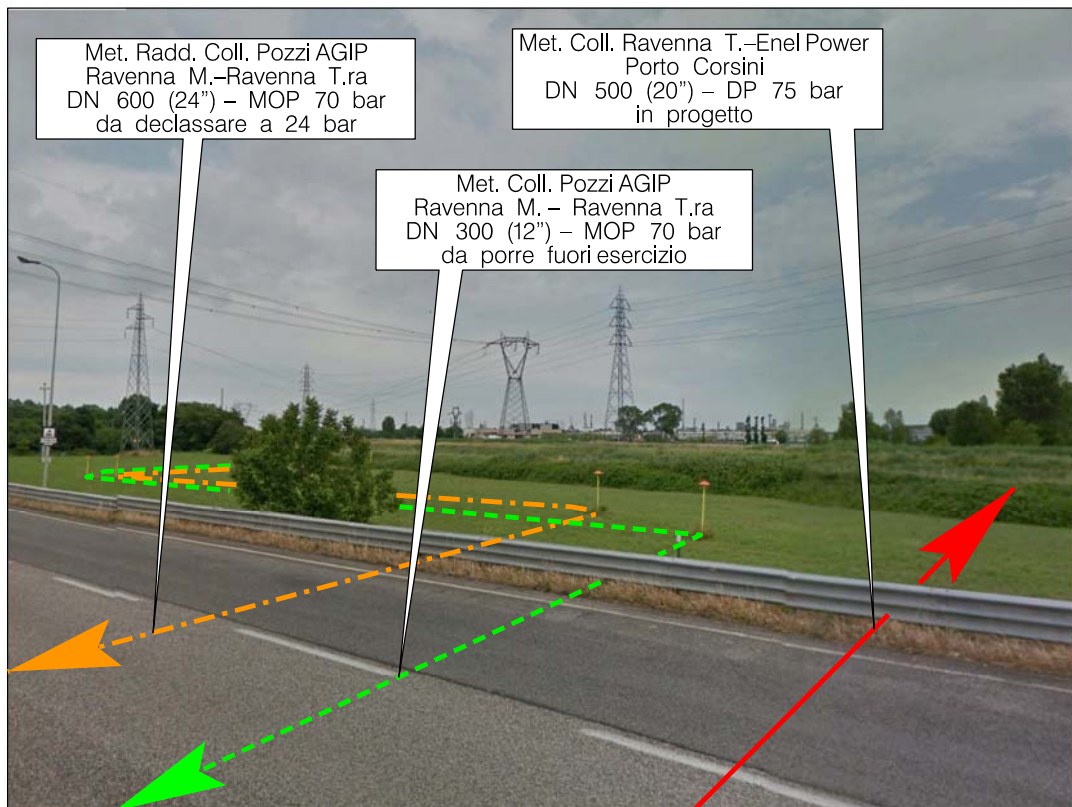 Met. Radd. Coll. Pozzi AGIP
Ravenna M.–Ravenna T.ra
DN 600 (24") – MOP 70 bar
da declassare a 24 bar
Met. Coll. Ravenna T.–Enel Power
Porto Corsini
DN 500 (20") – DP 75 bar
in progetto
Met. Coll. Pozzi AGIP
Ravenna M. – Ravenna T.ra
DN 300 (12") – MOP 70 bar
da porre fuori esercizio